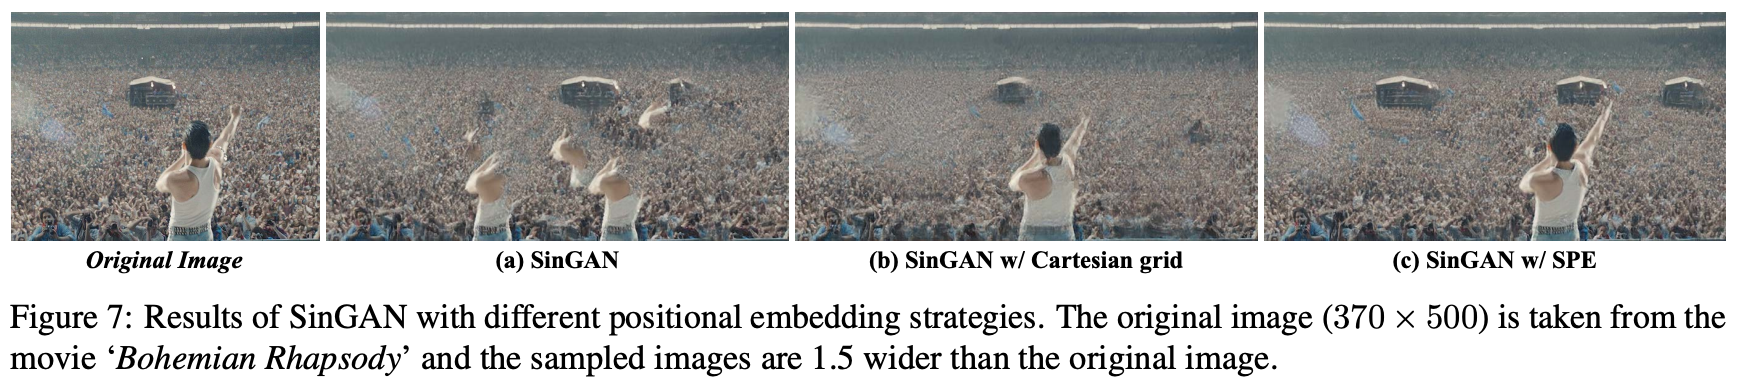 Original Image
(a) SinGAN
(b) SinGAN w/ Cartesian grid
(c) SinGAN w/ SPE
Figure 7: Results of SinGAN with different positional embedding strategies. The original image (370 × 500) is taken from the
movie ‘Bohemian Rhapsody’ and the sampled images are 1.5 wider than the original image.